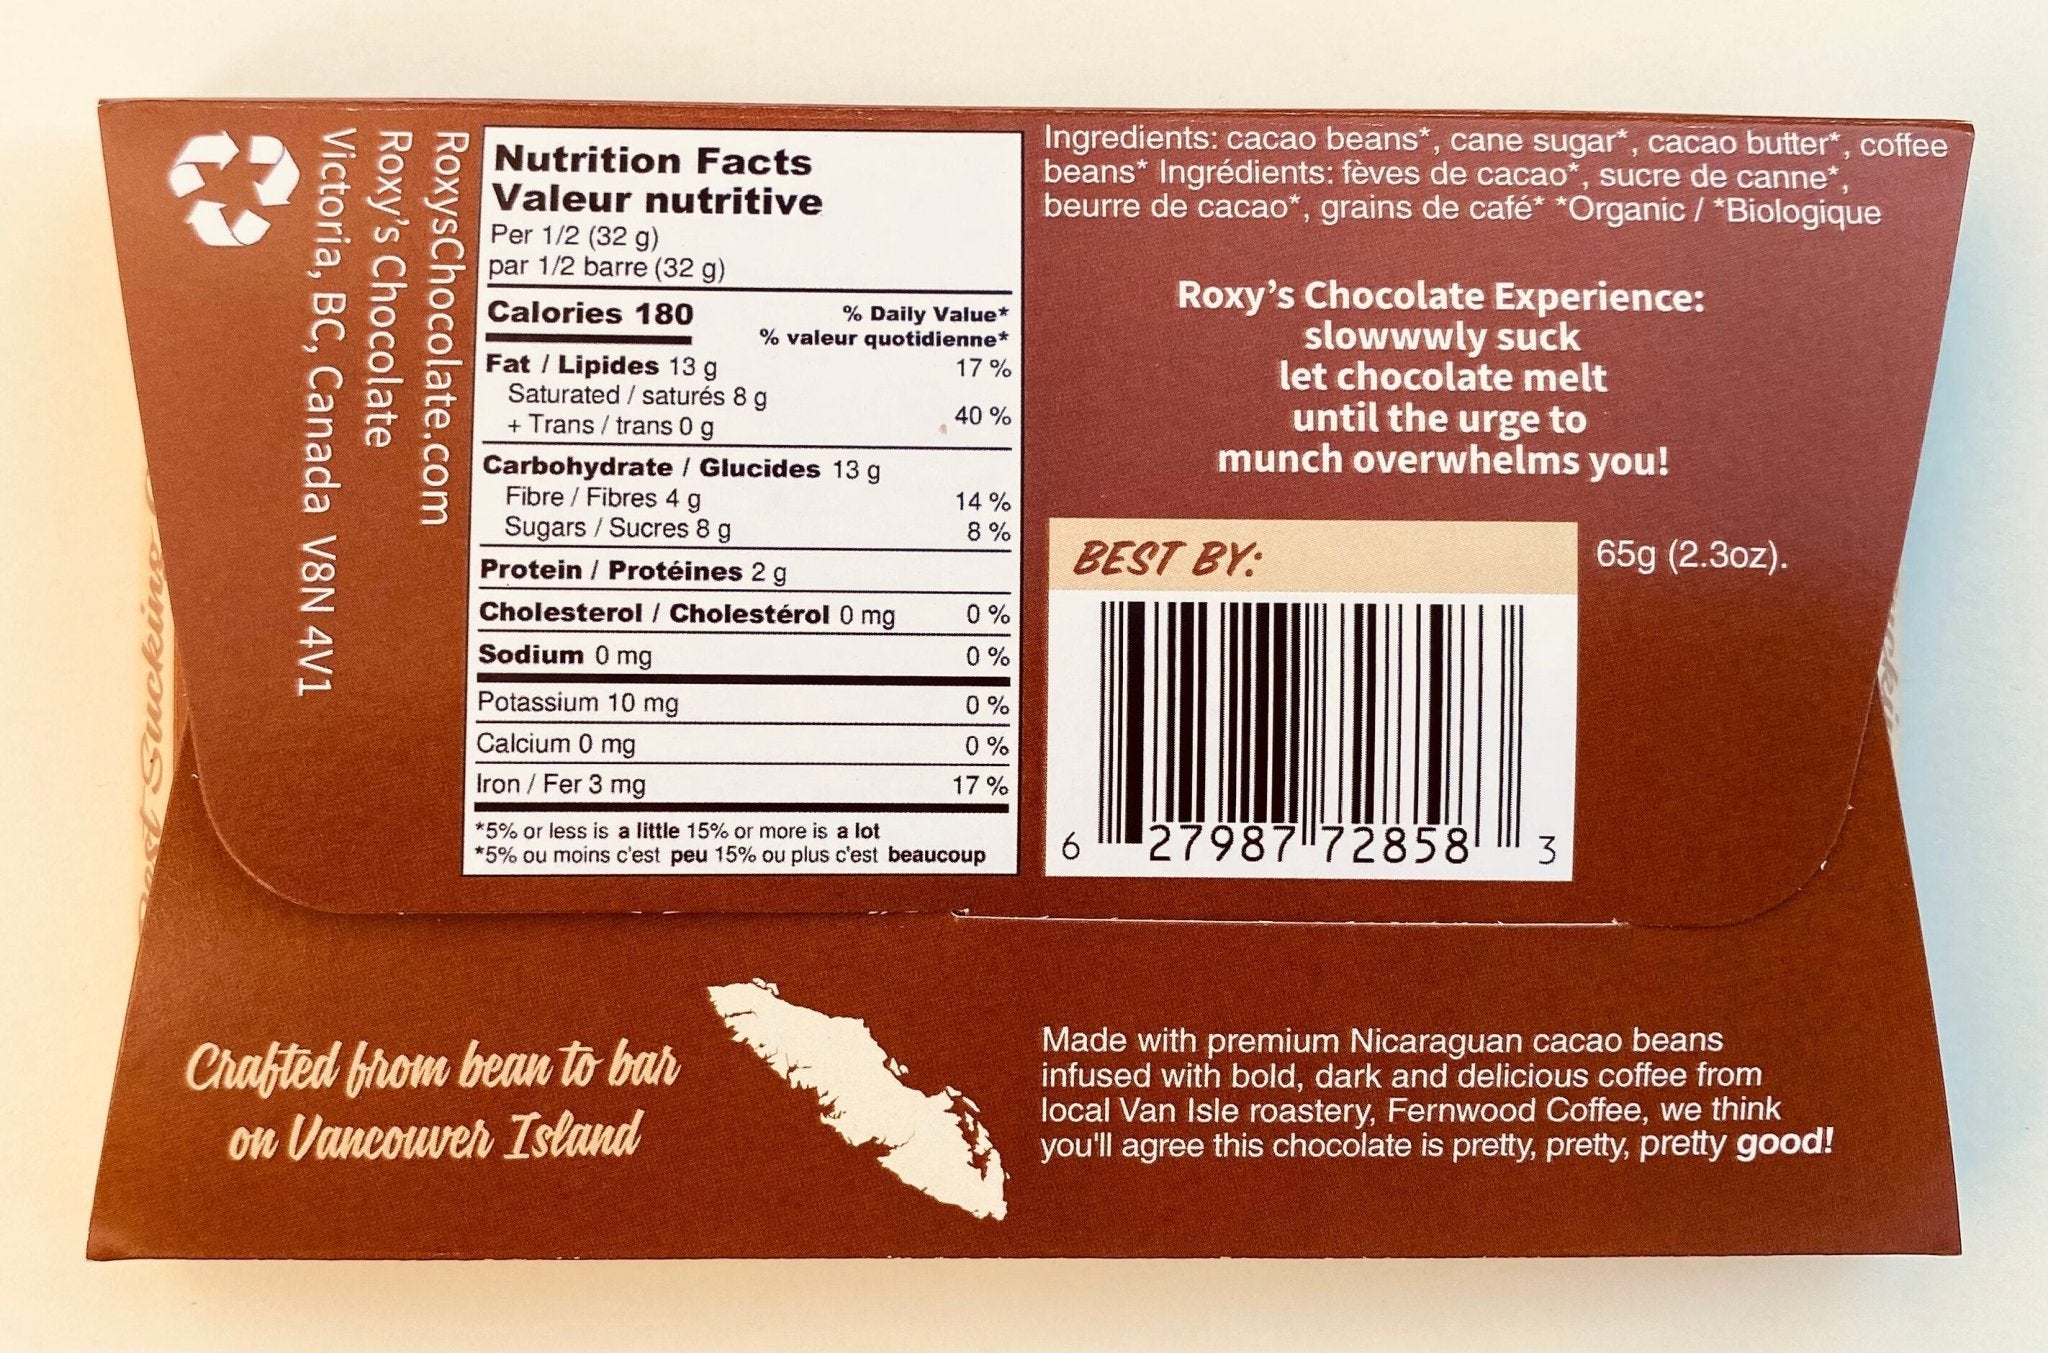 RoxysChocolate.com
Roxy's Chocolate
Victoria, BC, Canada V8N 4V1
Nutrition Facts
Valeur nutritive
Per 1/2 (32 g)
par 1/2 barre (32 g)
Calories 180
% Daily Value*
% valeur quotidienne*
Fat / Lipides 13 g 17 %
Saturated / saturés 8 g
+ Trans / trans 0 g 40 %
Carbohydrate / Glucides 13 g
Fibre / Fibres 4 g 14 %
Sugars / Sucres 8 g 8 %
Protein / Protéines 2 g
Cholesterol / Cholestérol 0 mg 0 %
Sodium 0 mg 0 %
Potassium 10 mg 0 %
Calcium 0 mg 0 %
Iron / Fer 3 mg 17 %
*5% or less is a little 15% or more is a lot
*5% ou moins c'est peu 15% ou plus c'est beaucoup
Ingredients: cacao beans*, cane sugar*, cacao butter*, coffee
beans* Ingrédients: fèves de cacao*, sucre de canne*,
beurre de cacao*, grains de café* *Organic / *Biologique
Roxy's Chocolate Experience:
slowwwly suck
let chocolate melt
until the urge to
munch overwhelms you!
BEST BY:
65g (2.3oz).
6 27987 72858 3
Crafted from bean to bar
on Vancouver Island
Made with premium Nicaraguan cacao beans
infused with bold, dark and delicious coffee from
local Van Isle roastery, Fernwood Coffee, we think
you'll agree this chocolate is pretty, pretty, pretty good!
Sucking